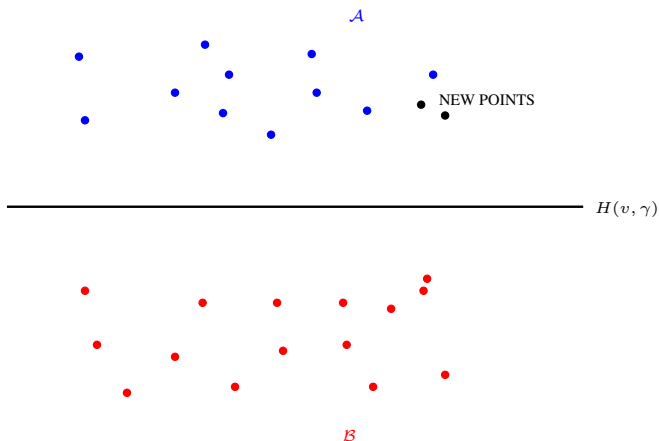 𝒜
NEW POINTS
H(v, γ)
ℬ